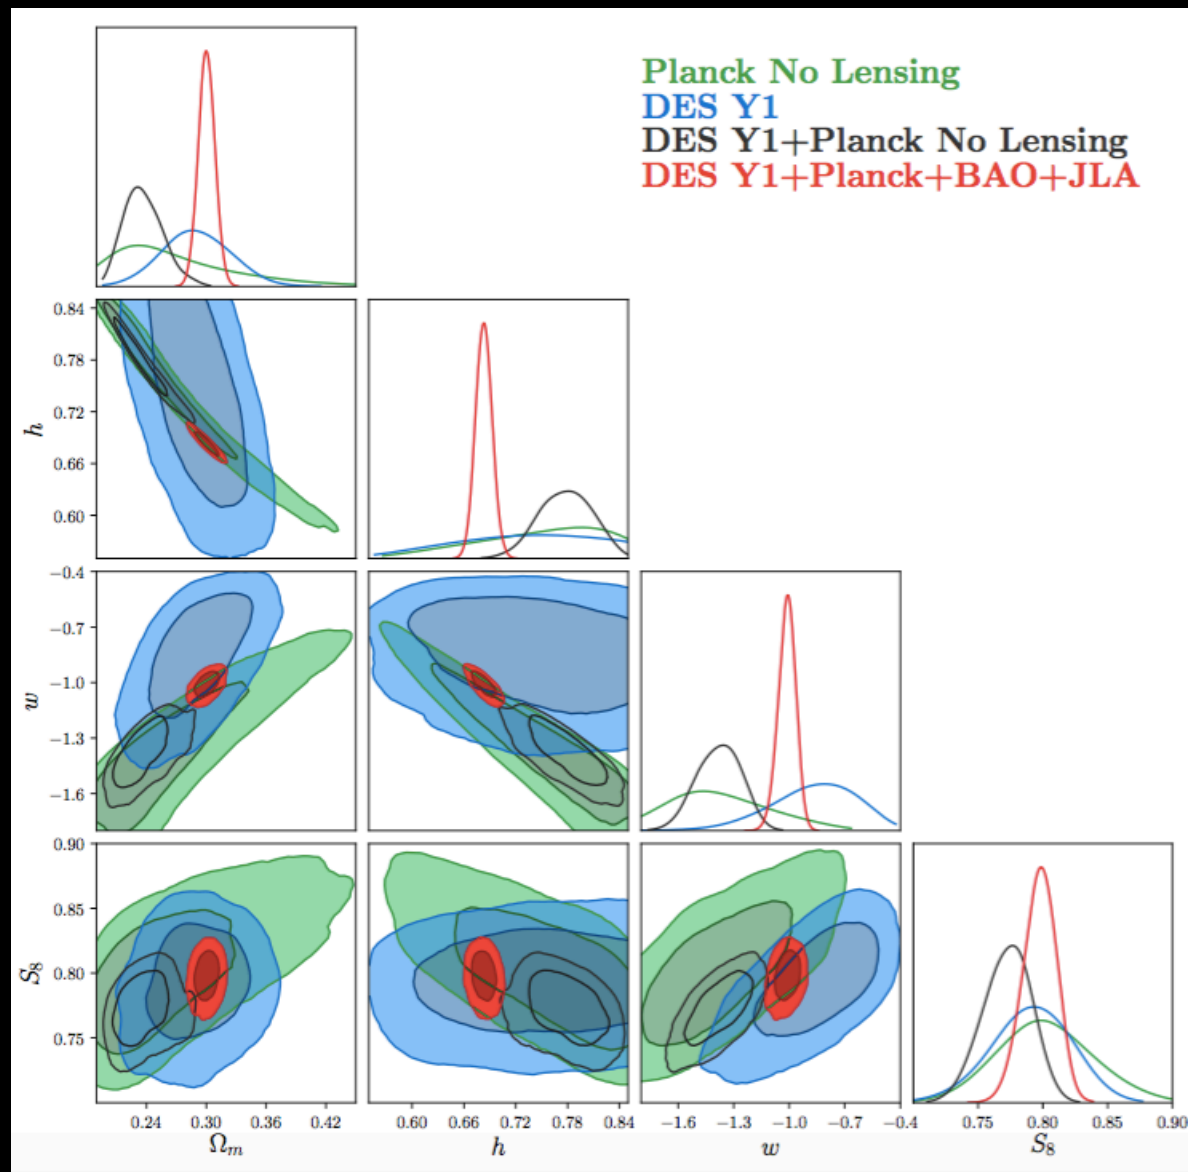 Planck No Lensing
DES Y1
DES Y1+Planck No Lensing
DES Y1+Planck+BAO+JLA
0.84
0.78
0.72
0.66
0.60
h
−0.4
−0.7
−1.0
−1.3
−1.6
w
0.90
0.85
0.80
0.75
S₈
0.24 0.30 0.36 0.42
0.60 0.66 0.72 0.78 0.84
−1.6 −1.3 −1.0 −0.7 −0.4
0.75 0.80 0.85 0.90
Ωₘ h w S₈